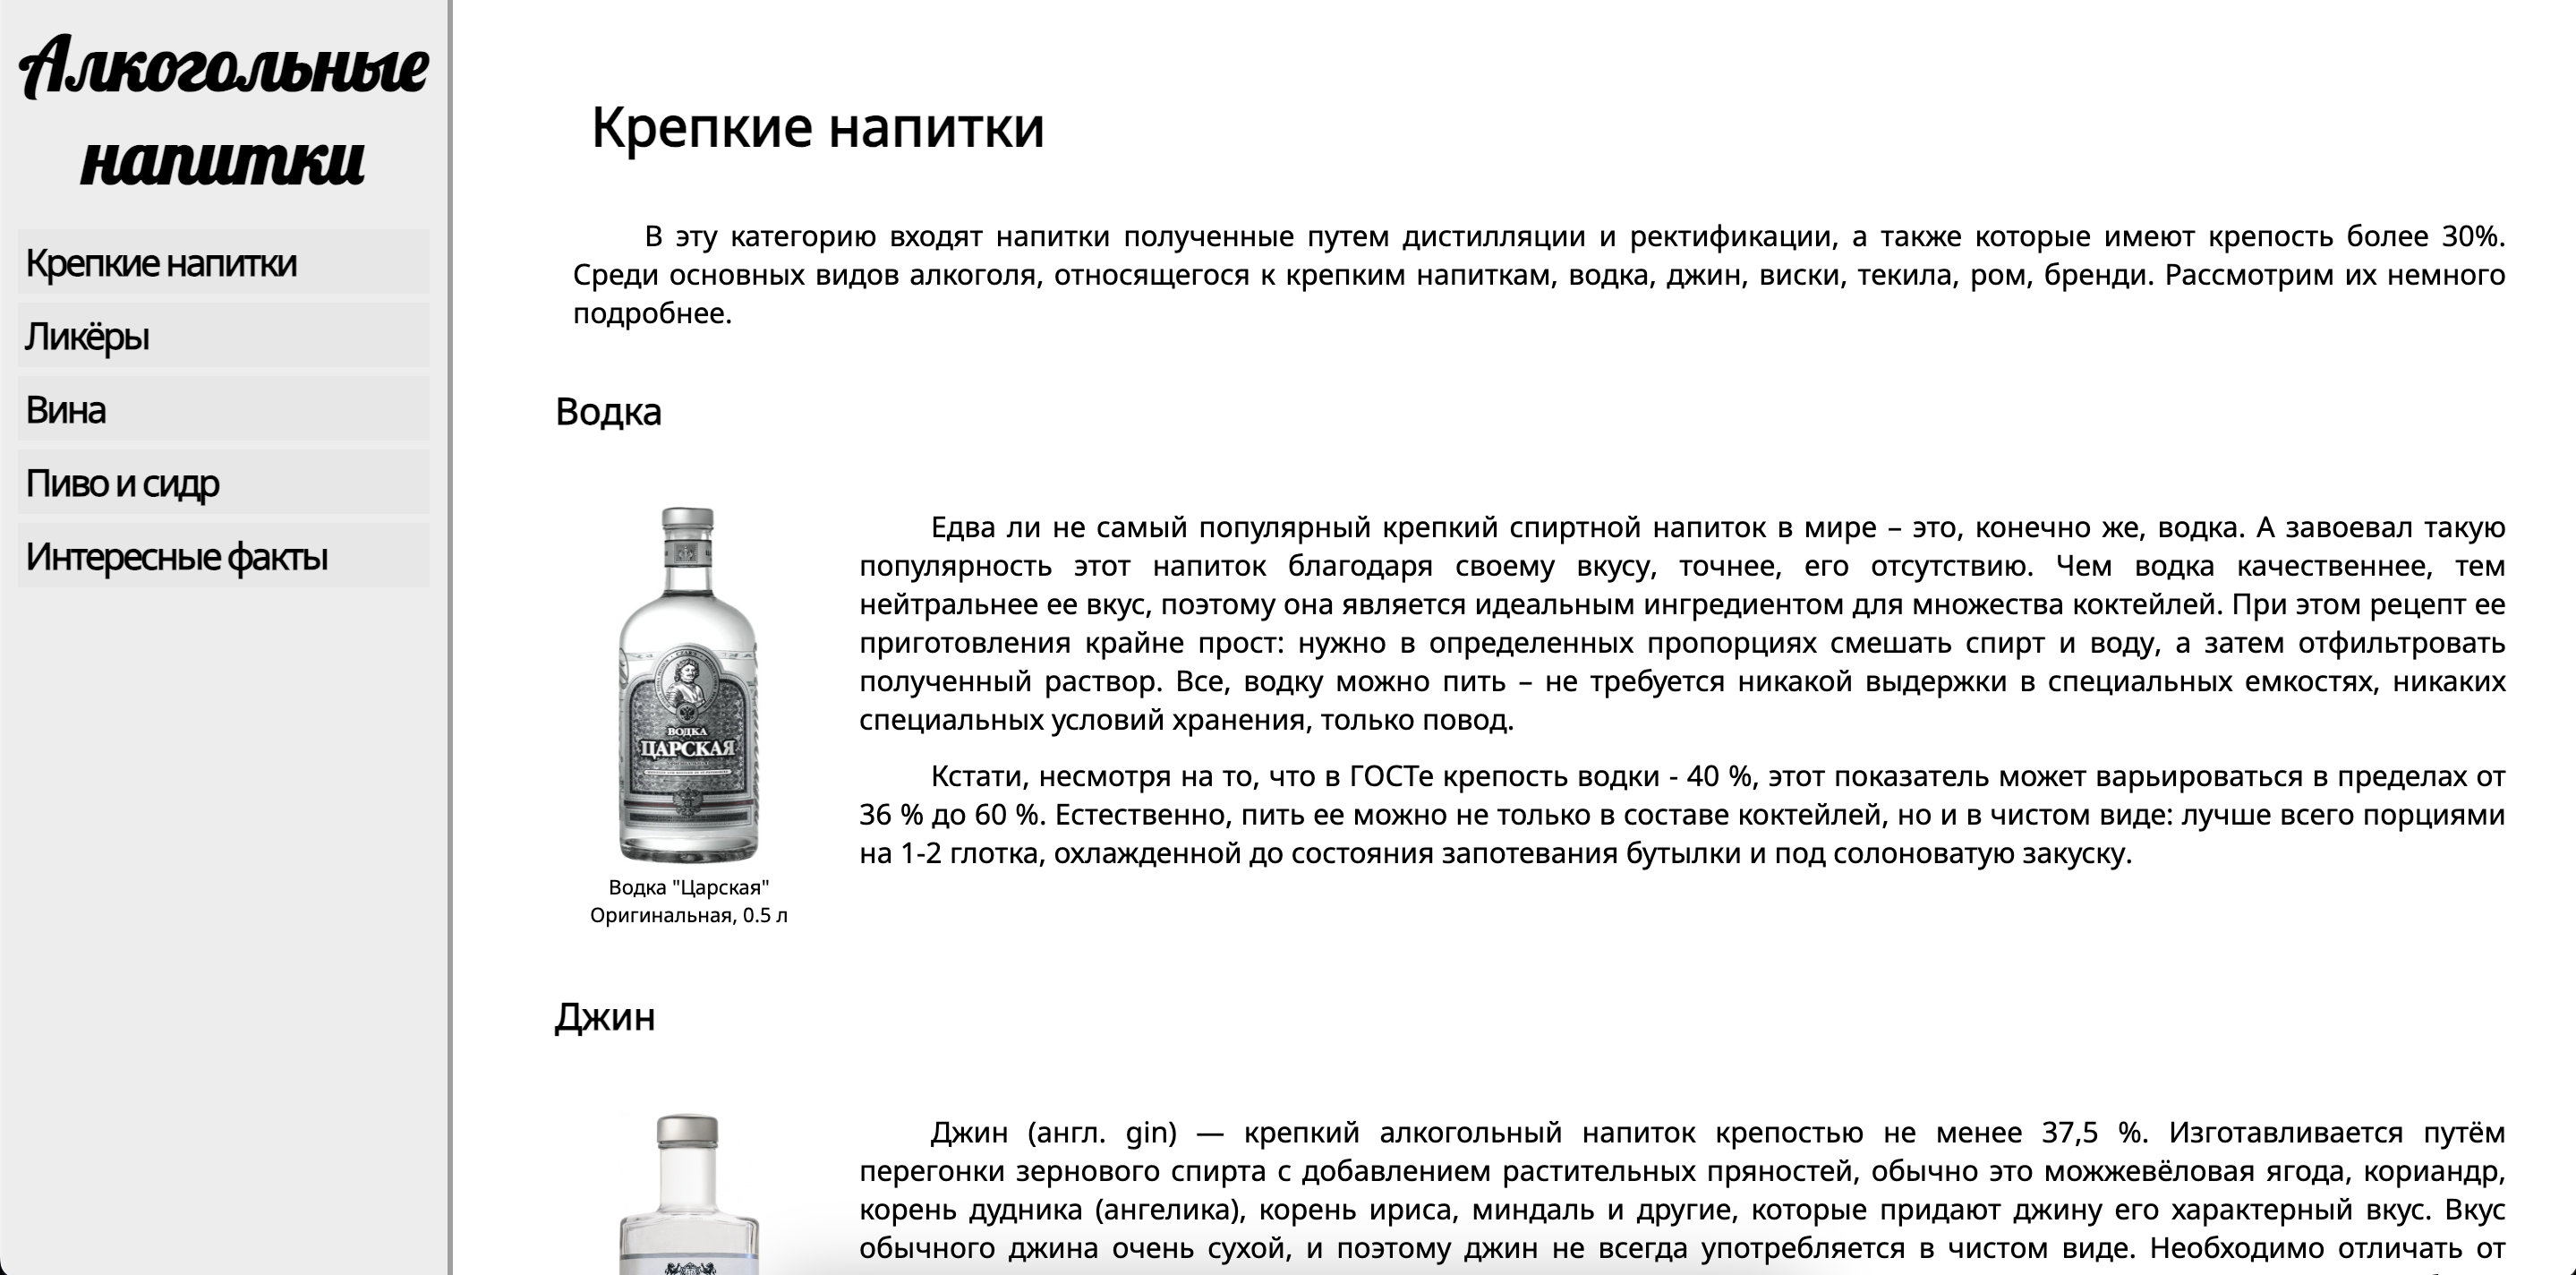 Алкогольные
напитки
Крепкие напитки
Ликёры
Вина
Пиво и сидр
Интересные факты
Крепкие напитки
В эту категорию входят напитки полученные путем дистилляции и ректификации, а также которые имеют крепость более 30%.
Среди основных видов алкоголя, относящегося к крепким напиткам, водка, джин, виски, текила, ром, бренди. Рассмотрим их немного
подробнее.
Водка
ВОДКА
ЦАРСКАЯ
Водка "Царская"
Оригинальная, 0.5 л
Едва ли не самый популярный крепкий спиртной напиток в мире – это, конечно же, водка. А завоевал такую
популярность этот напиток благодаря своему вкусу, точнее, его отсутствию. Чем водка качественнее, тем
нейтральнее ее вкус, поэтому она является идеальным ингредиентом для множества коктейлей. При этом рецепт ее
приготовления крайне прост: нужно в определенных пропорциях смешать спирт и воду, а затем отфильтровать
полученный раствор. Все, водку можно пить – не требуется никакой выдержки в специальных емкостях, никаких
специальных условий хранения, только повод.
Кстати, несмотря на то, что в ГОСТе крепость водки - 40 %, этот показатель может варьироваться в пределах от
36 % до 60 %. Естественно, пить ее можно не только в составе коктейлей, но и в чистом виде: лучше всего порциями
на 1-2 глотка, охлажденной до состояния запотевания бутылки и под солоноватую закуску.
Джин
Джин (англ. gin) — крепкий алкогольный напиток крепостью не менее 37,5 %. Изготавливается путём
перегонки зернового спирта с добавлением растительных пряностей, обычно это можжевёловая ягода, кориандр,
корень дудника (ангелика), корень ириса, миндаль и другие, которые придают джину его характерный вкус. Вкус
обычного джина очень сухой, и поэтому джин не всегда употребляется в чистом виде. Необходимо отличать от